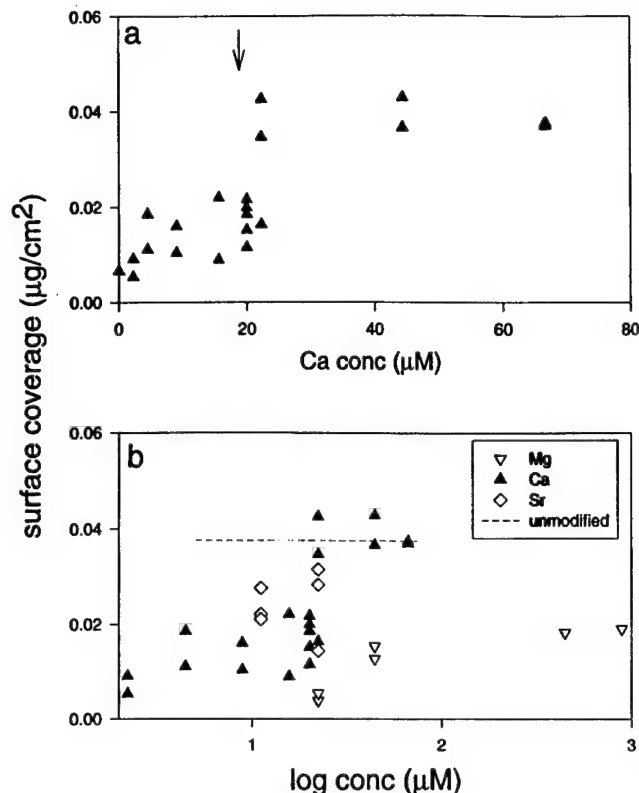 a
0.06
0.04
0.02
0.00
0 20 40 60 80
Ca conc (μM)
surface coverage (μg/cm2)
b
0.06
0.04
0.02
0.00
Mg
Ca
Sr
unmodified
1 2 3
log conc (μM)